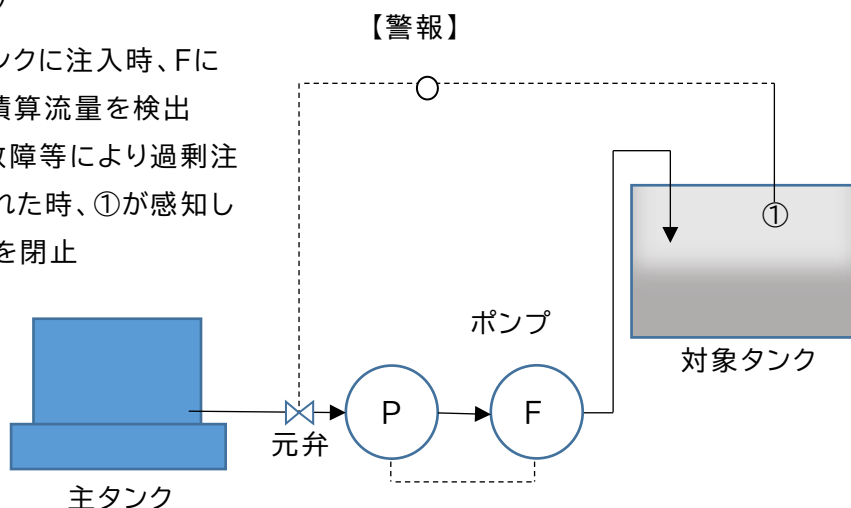 【警報】
ンクに注入時、Fに
積算流量を検出
故障等により過剰注
れた時、①が感知し
を閉止
①
ポンプ
対象タンク
P
F
元弁
主タンク